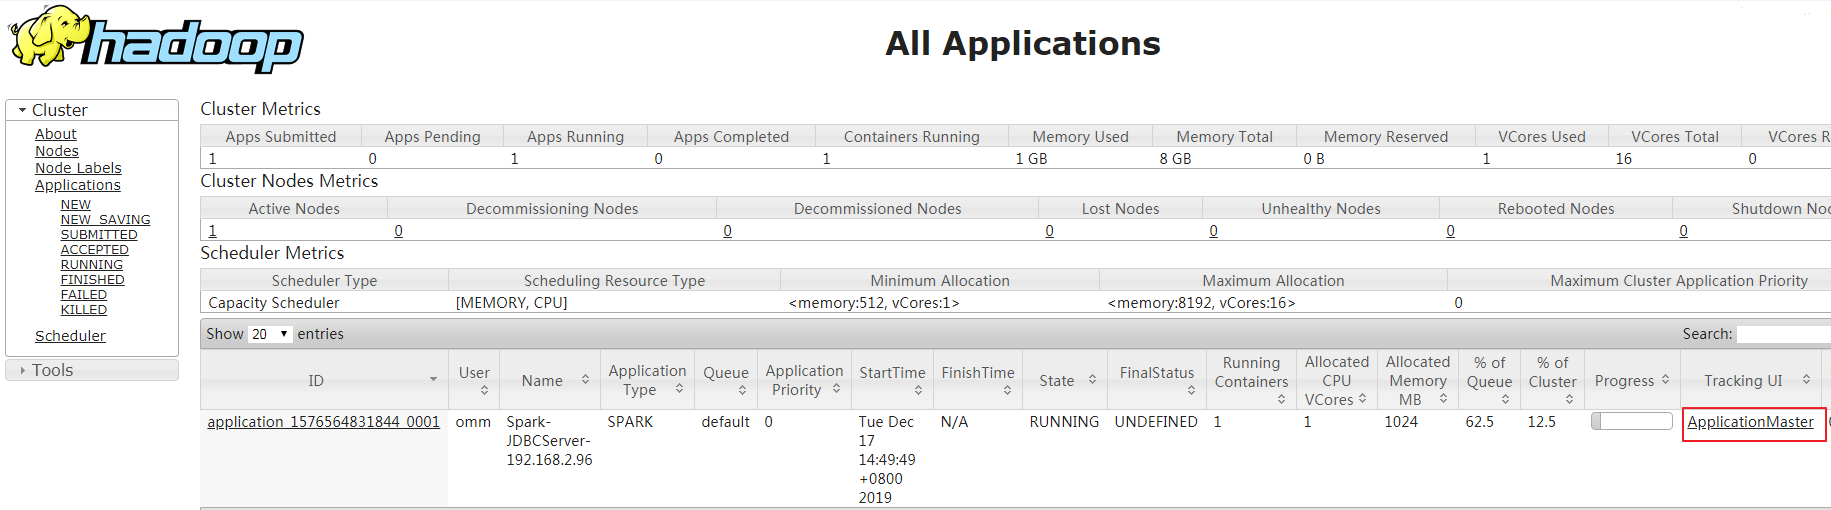 hadoop
All Applications
Cluster
About
Nodes
Node Labels
Applications
NEW
NEW_SAVING
SUBMITTED
ACCEPTED
RUNNING
FINISHED
FAILED
KILLED
Scheduler
Tools
Cluster Metrics
Apps Submitted Apps Pending Apps Running Apps Completed Containers Running Memory Used Memory Total Memory Reserved VCores Used VCores Total VCores R
1 0 1 0 1 1 GB 8 GB 0 B 1 16 0
Cluster Nodes Metrics
Active Nodes Decommissioning Nodes Decommissioned Nodes Lost Nodes Unhealthy Nodes Rebooted Nodes Shutdown Noc
1 0 0 0 0 0 0
Scheduler Metrics
Scheduler Type Scheduling Resource Type Minimum Allocation Maximum Allocation Maximum Cluster Application Priority
Capacity Scheduler [MEMORY, CPU] <memory:512, vCores:1> <memory:8192, vCores:16> 0
Show 20 entries Search:
ID User Name Application Type Queue Application Priority StartTime FinishTime State FinalStatus Running Containers Allocated CPU VCores Allocated Memory MB % of Queue % of Cluster Progress Tracking UI
application_1576564831844_0001 omm Spark-JDBCServer-192.168.2.96 SPARK default 0 Tue Dec 17 14:49:49 +0800 2019 N/A RUNNING UNDEFINED 1 1 1024 62.5 12.5 ApplicationMaster